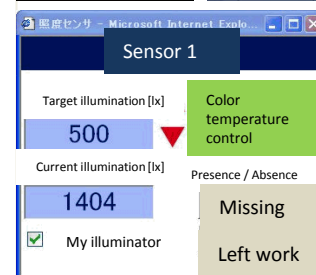 照度センサ - Microsoft Internet Explo...
Sensor 1
Target illumination [lx]
500
Color
temperature
control
Current illumination [lx]
1404
Presence / Absence
Missing
My illuminator
Left work